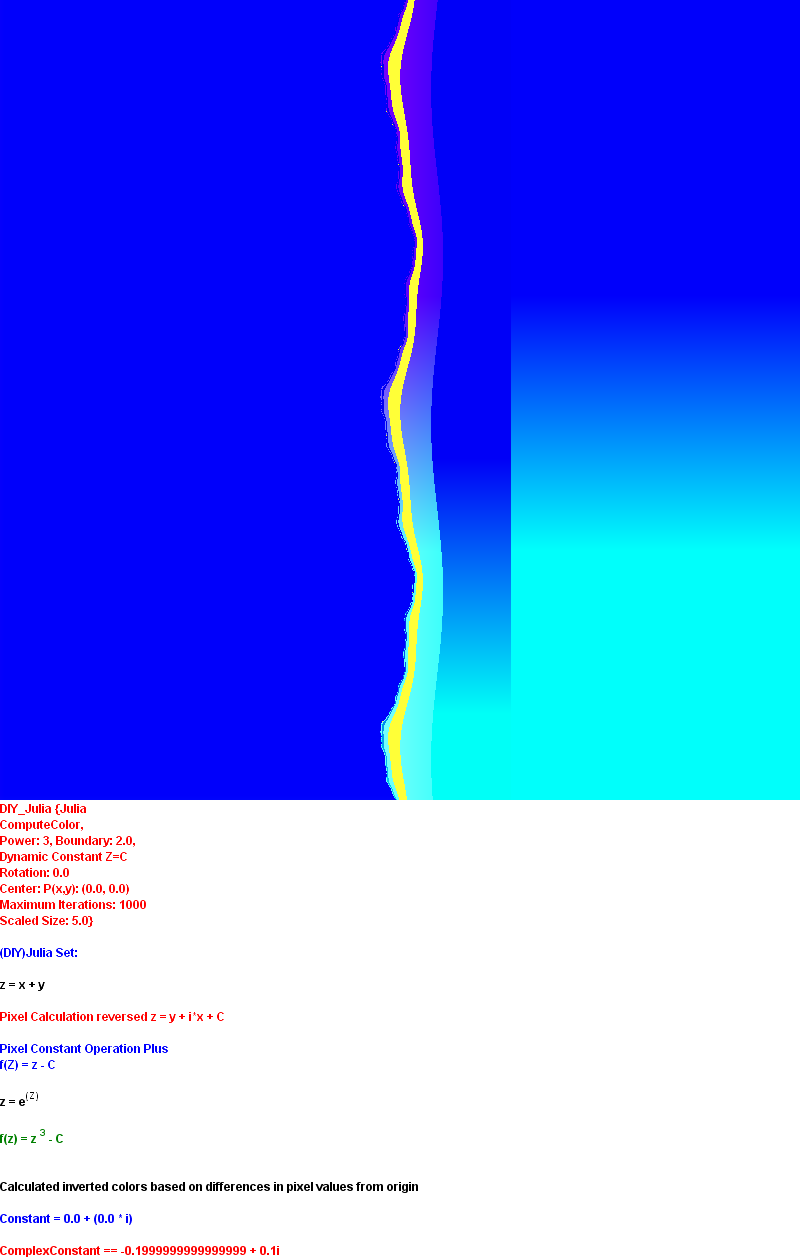 DIY_Julia {Julia
ComputeColor,
Power: 3, Boundary: 2.0,
Dynamic Constant Z=C
Rotation: 0.0
Center: P(x,y): (0.0, 0.0)
Maximum Iterations: 1000
Scaled Size: 5.0}
(DIY)Julia Set:
z = x + y
Pixel Calculation reversed z = y + i*x + C
Pixel Constant Operation Plus
f(Z) = z - C
z = e^(Z)
f(z) = z ^3 - C
Calculated inverted colors based on differences in pixel values from origin
Constant = 0.0 + (0.0 * i)
ComplexConstant == -0.1999999999999999 + 0.1i